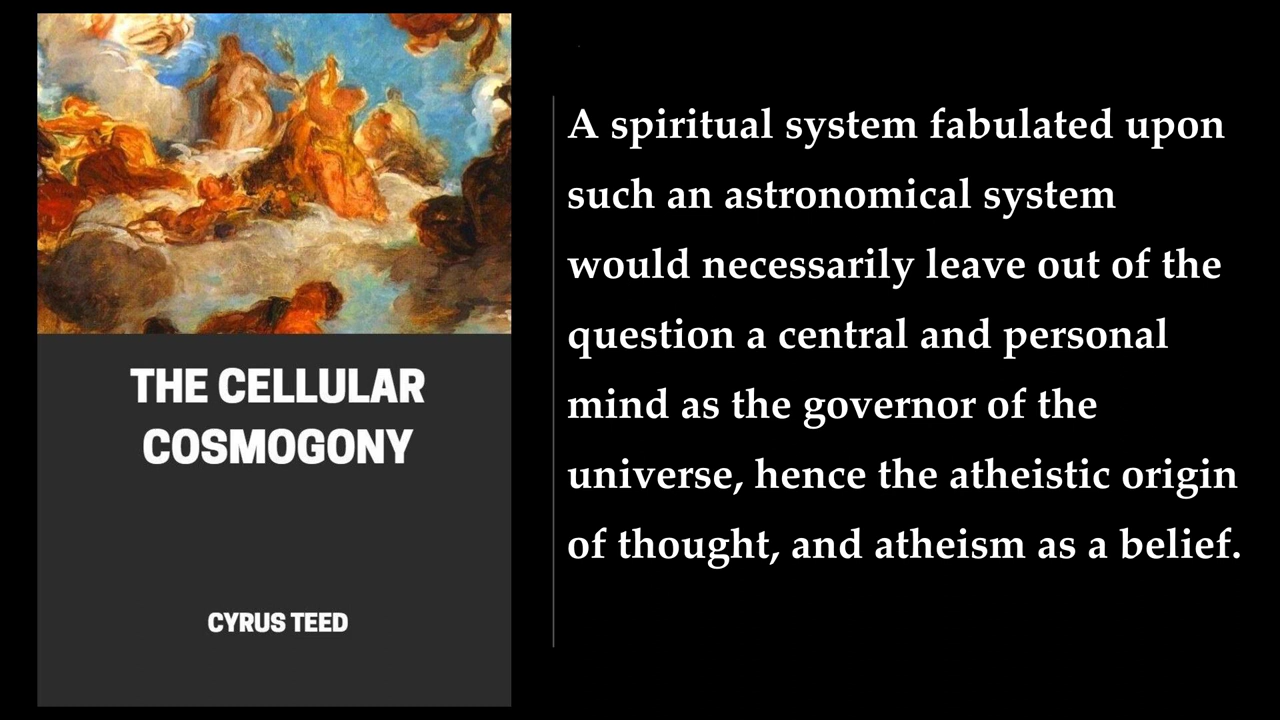 THE CELLULAR
COSMOGONY
CYRUS TEED
A spiritual system fabulated upon
such an astronomical system
would necessarily leave out of the
question a central and personal
mind as the governor of the
universe, hence the atheistic origin
of thought, and atheism as a belief.